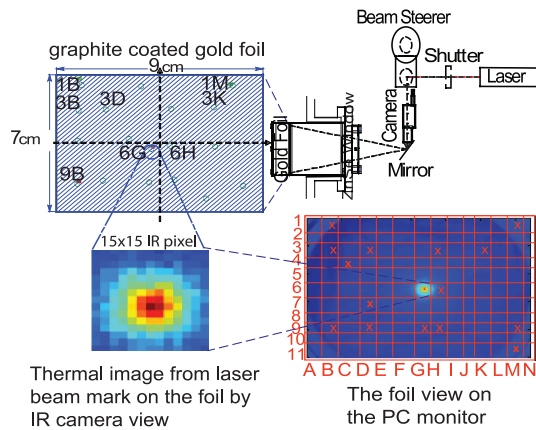 graphite coated gold foil
9cm
1B
1M
3B
3D
3K
7cm
6G
6H
9B
Gold Foil
ZnSe window
Beam Steerer
Shutter
Laser
Camera
Mirror
15x15 IR pixel
1
2
3
4
5
6
7
8
9
10
11
A B C D E F G H I J K L M N
Thermal image from laser
beam mark on the foil by
IR camera view
The foil view on
the PC monitor